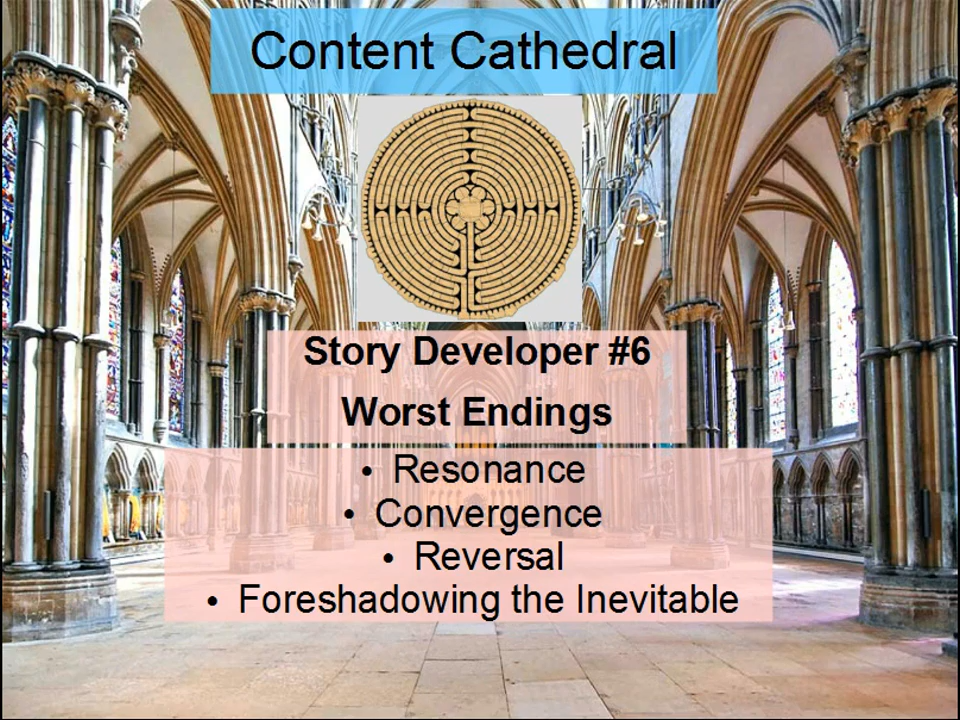 Content Cathedral
Story Developer #6
Worst Endings
• Resonance
• Convergence
• Reversal
• Foreshadowing the Inevitable